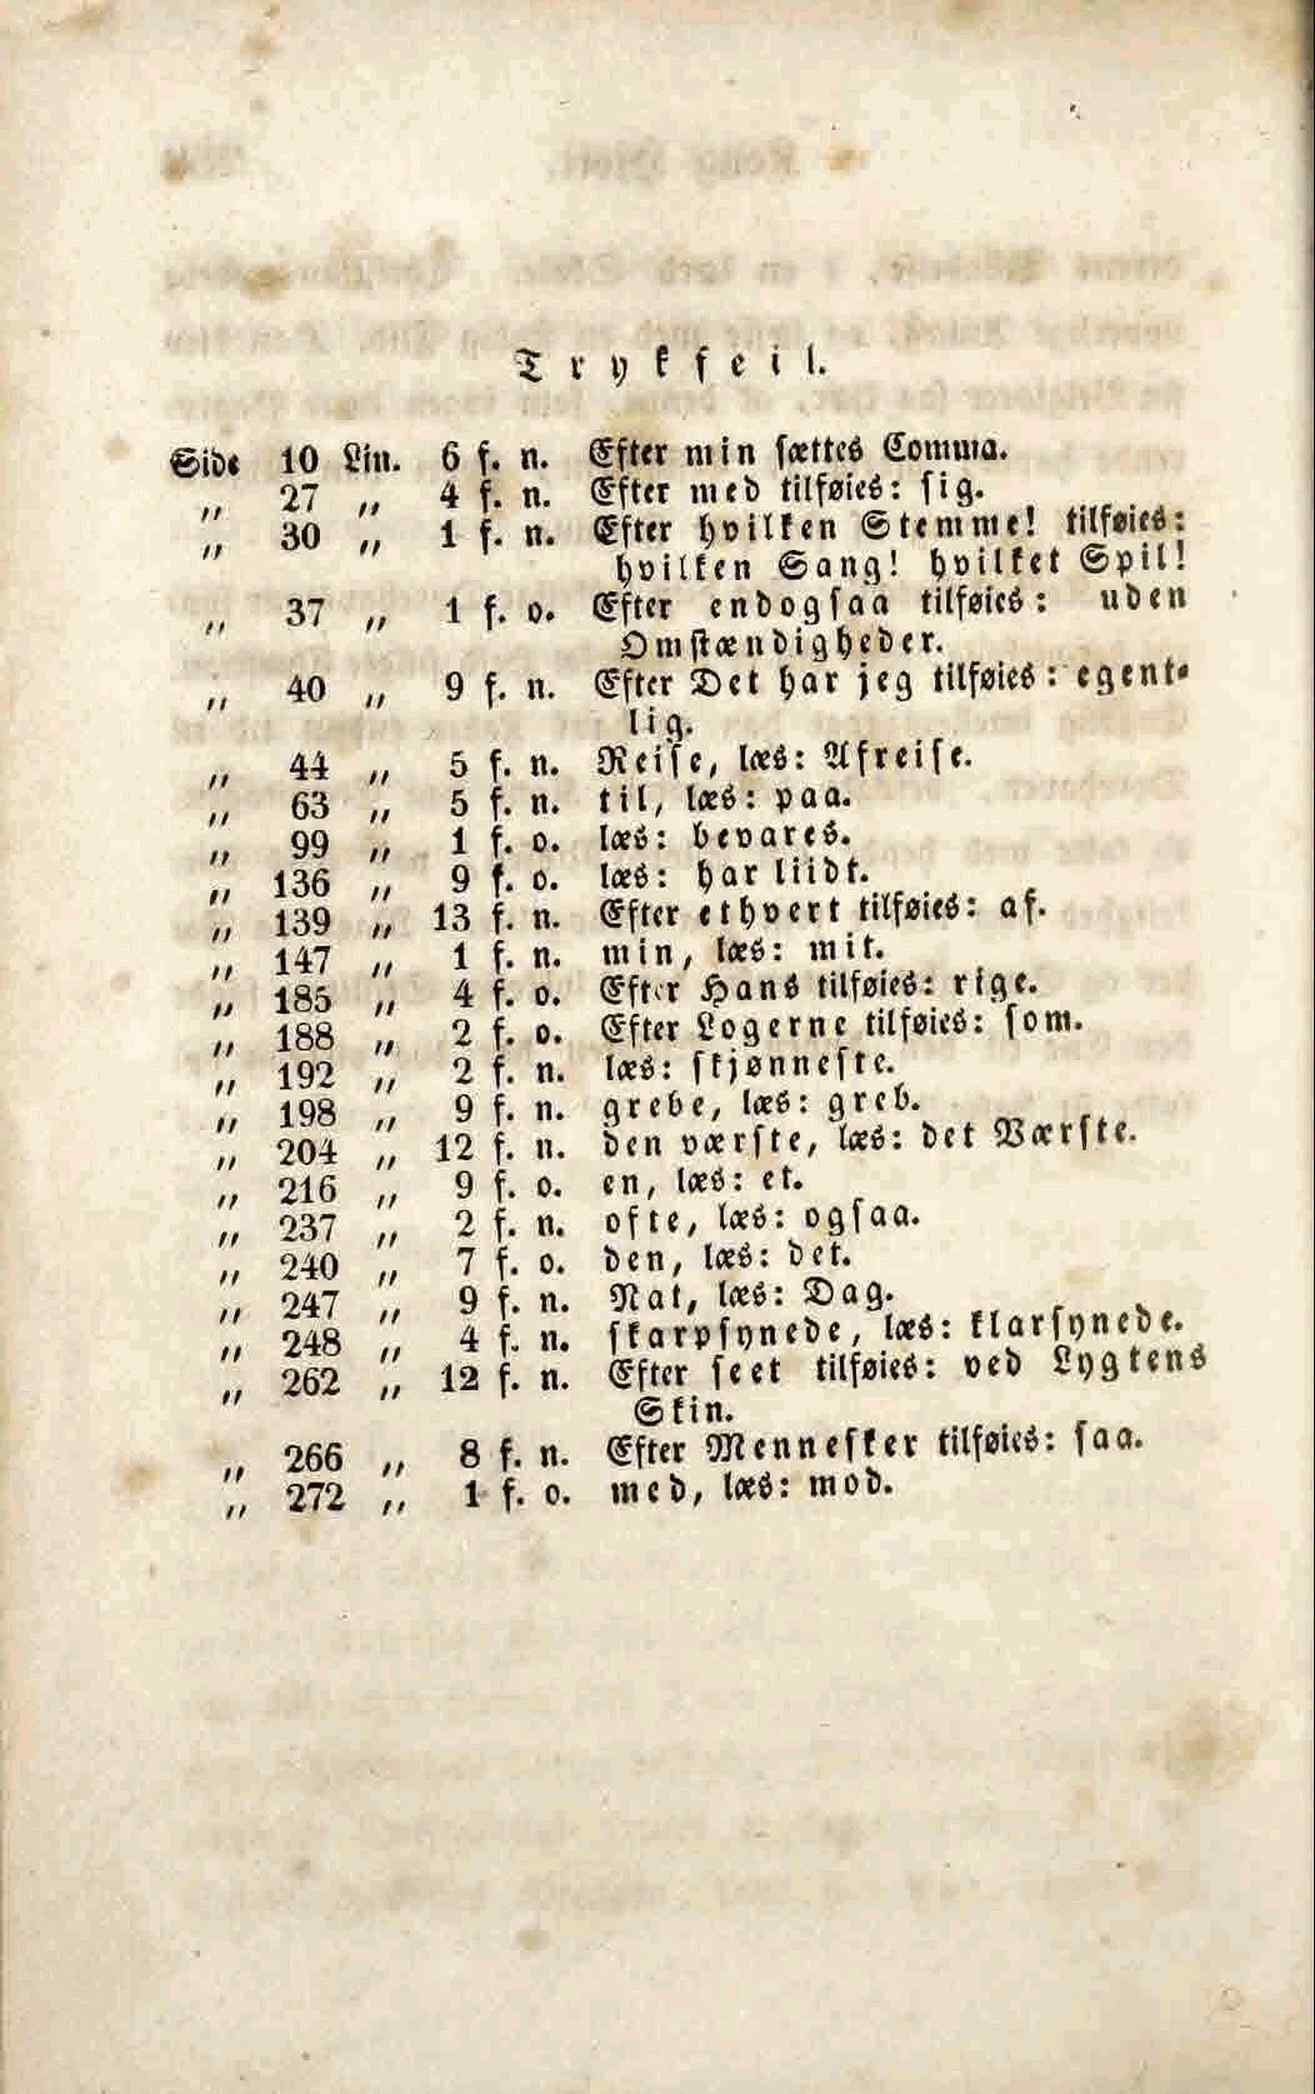 Trykfeil.
Side 10 Lin. 6 f. n. Efter min sættes Comma.
„ 27 „ 4 f. n. Efter med tilføies: sig.
„ 30 „ 1 f. n. Efter hvilken Stemme! tilføies:
hvilken Sang! hvilket Spil!
„ 37 „ 1 f. o. Efter endogsaa tilføies: uden
Omstændigheder.
„ 40 „ 9 f. n. Efter Det har jeg tilføies: egent-
lig.
„ 44 „ 5 f. n. Reise, læs: Afreise.
„ 63 „ 5 f. n. til, læs: paa.
„ 99 „ 1 f. o. læs: bevares.
„ 136 „ 9 f. o. læs: har liidt.
„ 139 „ 13 f. n. Efter ethvert tilføies: af.
„ 147 „ 1 f. n. min, læs: mit.
„ 185 „ 4 f. o. Efter Hans tilføies: rige.
„ 188 „ 2 f. o. Efter Logerne tilføies: som.
„ 192 „ 2 f. n. læs: skjønneste.
„ 198 „ 9 f. n. grebe, læs: greb.
„ 204 „ 12 f. n. den værste, læs: det Værste.
„ 216 „ 9 f. o. en, læs: et.
„ 237 „ 2 f. n. ofte, læs: ogsaa.
„ 240 „ 7 f. o. den, læs: det.
„ 247 „ 9 f. n. Nat, læs: Dag.
„ 248 „ 4 f. n. skarpsynede, læs: klarsynede.
„ 262 „ 12 f. n. Efter seet tilføies: ved Lygtens
Skin.
„ 266 „ 8 f. n. Efter Mennesker tilføies: saa.
„ 272 „ 1 f. o. med, læs: mod.